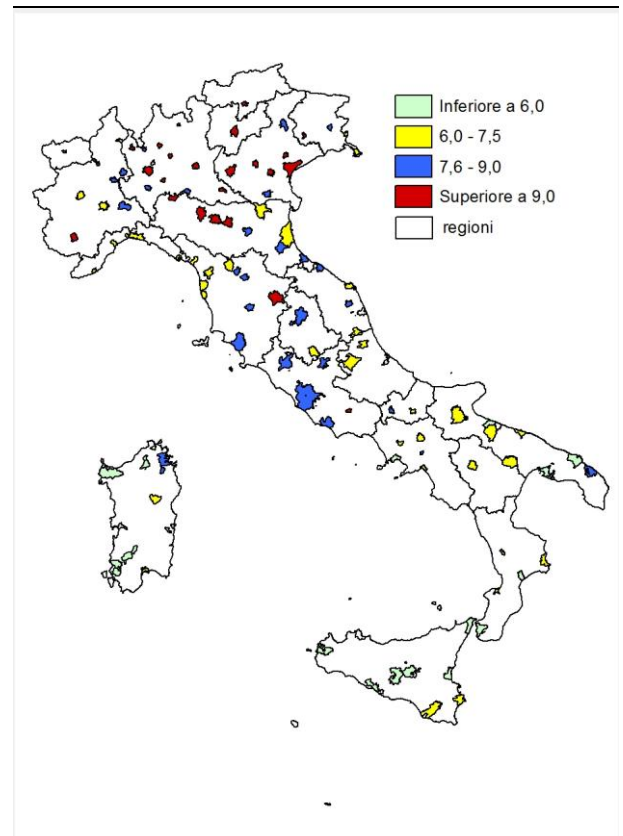 Inferiore a 6,0
6,0 - 7,5
7,6 - 9,0
Superiore a 9,0
regioni